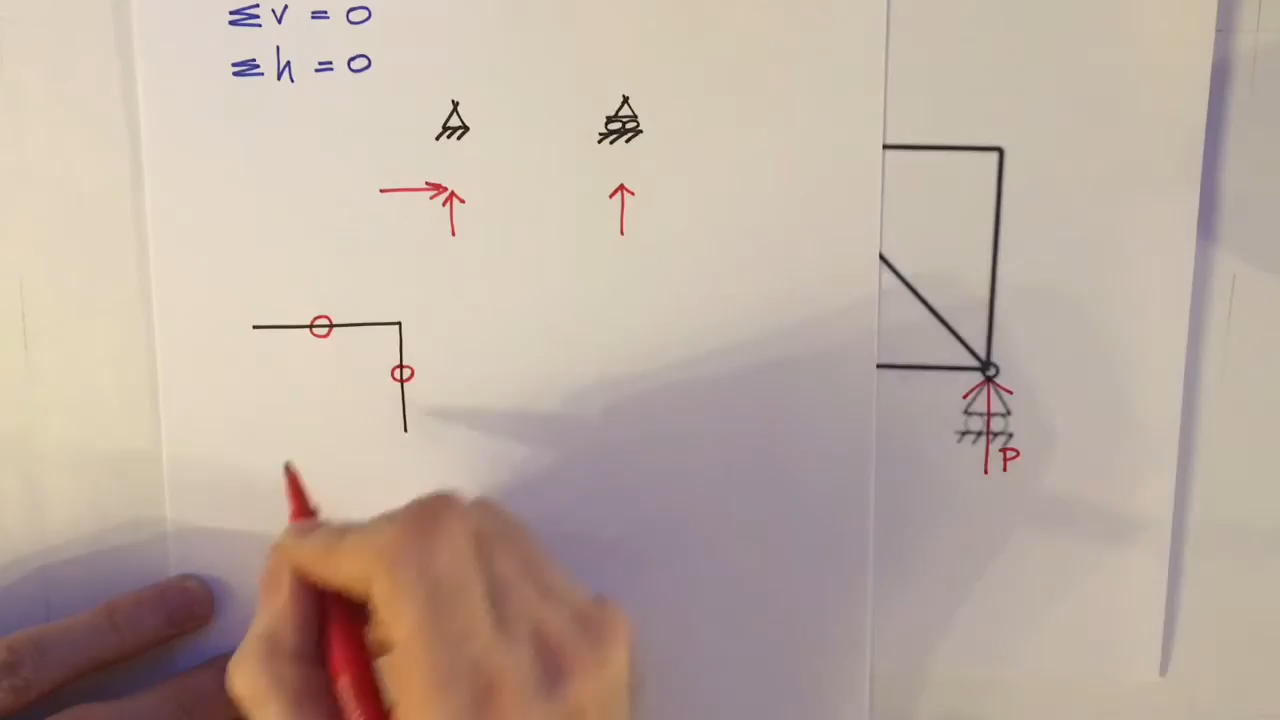 Σv = 0
Σh = 0
P